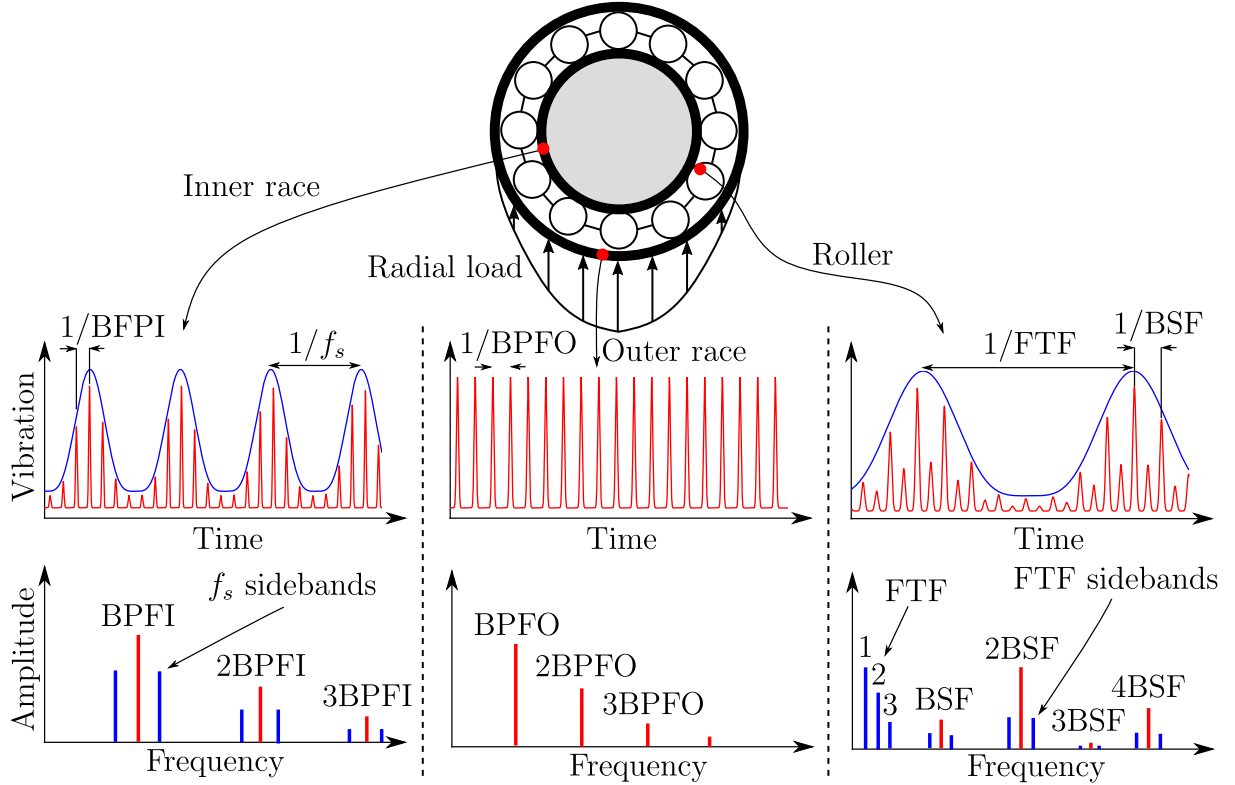 Inner race
Radial load
Roller
Outer race
1/BFPI
1/fs
Vibration
Time
1/BPFO
Time
1/FTF
1/BSF
Time
Amplitude
BPFI
fs sidebands
2BPFI
3BPFI
Frequency
BPFO
2BPFO
3BPFO
Frequency
FTF
FTF sidebands
1
2
3
BSF
2BSF
3BSF
4BSF
Frequency